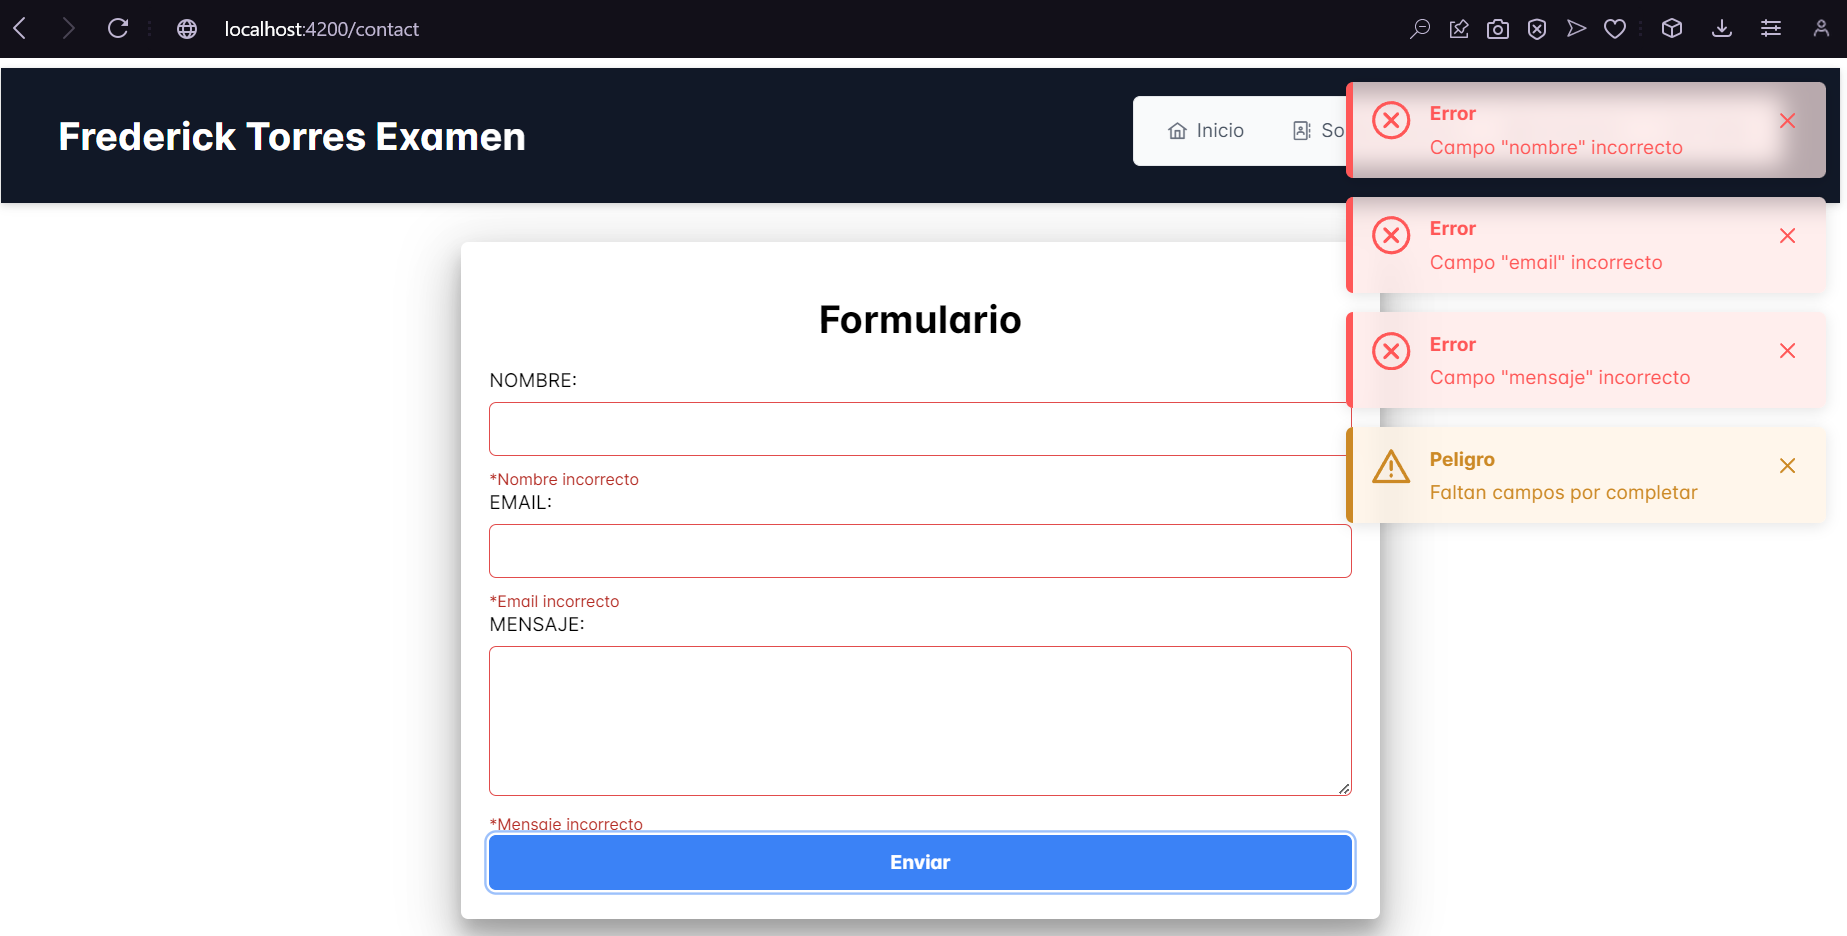 localhost:4200/contact
Frederick Torres Examen
Inicio
So
Error
Campo "nombre" incorrecto
Error
Campo "email" incorrecto
Error
Campo "mensaje" incorrecto
Peligro
Faltan campos por completar
Formulario
NOMBRE:
*Nombre incorrecto
EMAIL:
*Email incorrecto
MENSAJE:
*Mensaje incorrecto
Enviar